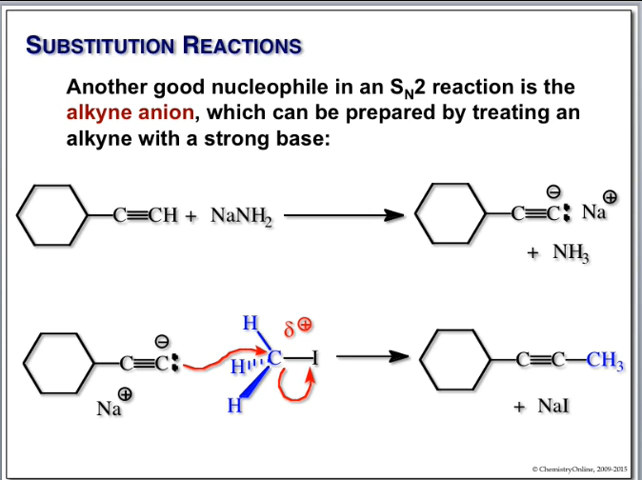 SUBSTITUTION REACTIONS
Another good nucleophile in an SN2 reaction is the
alkyne anion, which can be prepared by treating an
alkyne with a strong base:
C≡CH + NaNH2
⊖
C≡C: Na⊕
+ NH3
⊖
C≡C:
Na⊕
H δ⊕
H C I
H
C≡C-CH3
+ NaI
© ChemistryOnline, 2009-2015